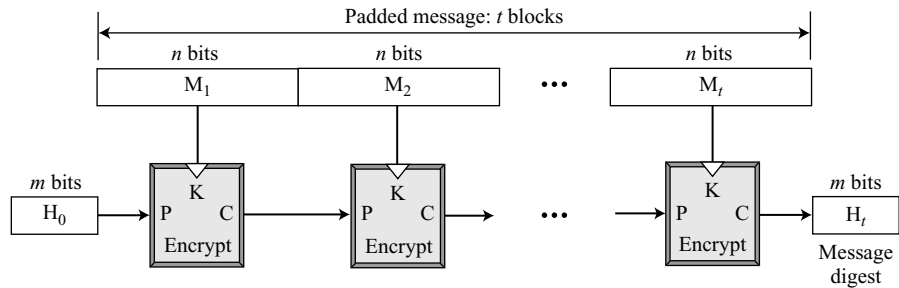 Padded message: t blocks
n bits n bits n bits
M₁ M₂ ••• Mₜ
m bits K K K m bits
H₀ P C P C ••• P C Hₜ
Encrypt Encrypt Encrypt
Message
digest